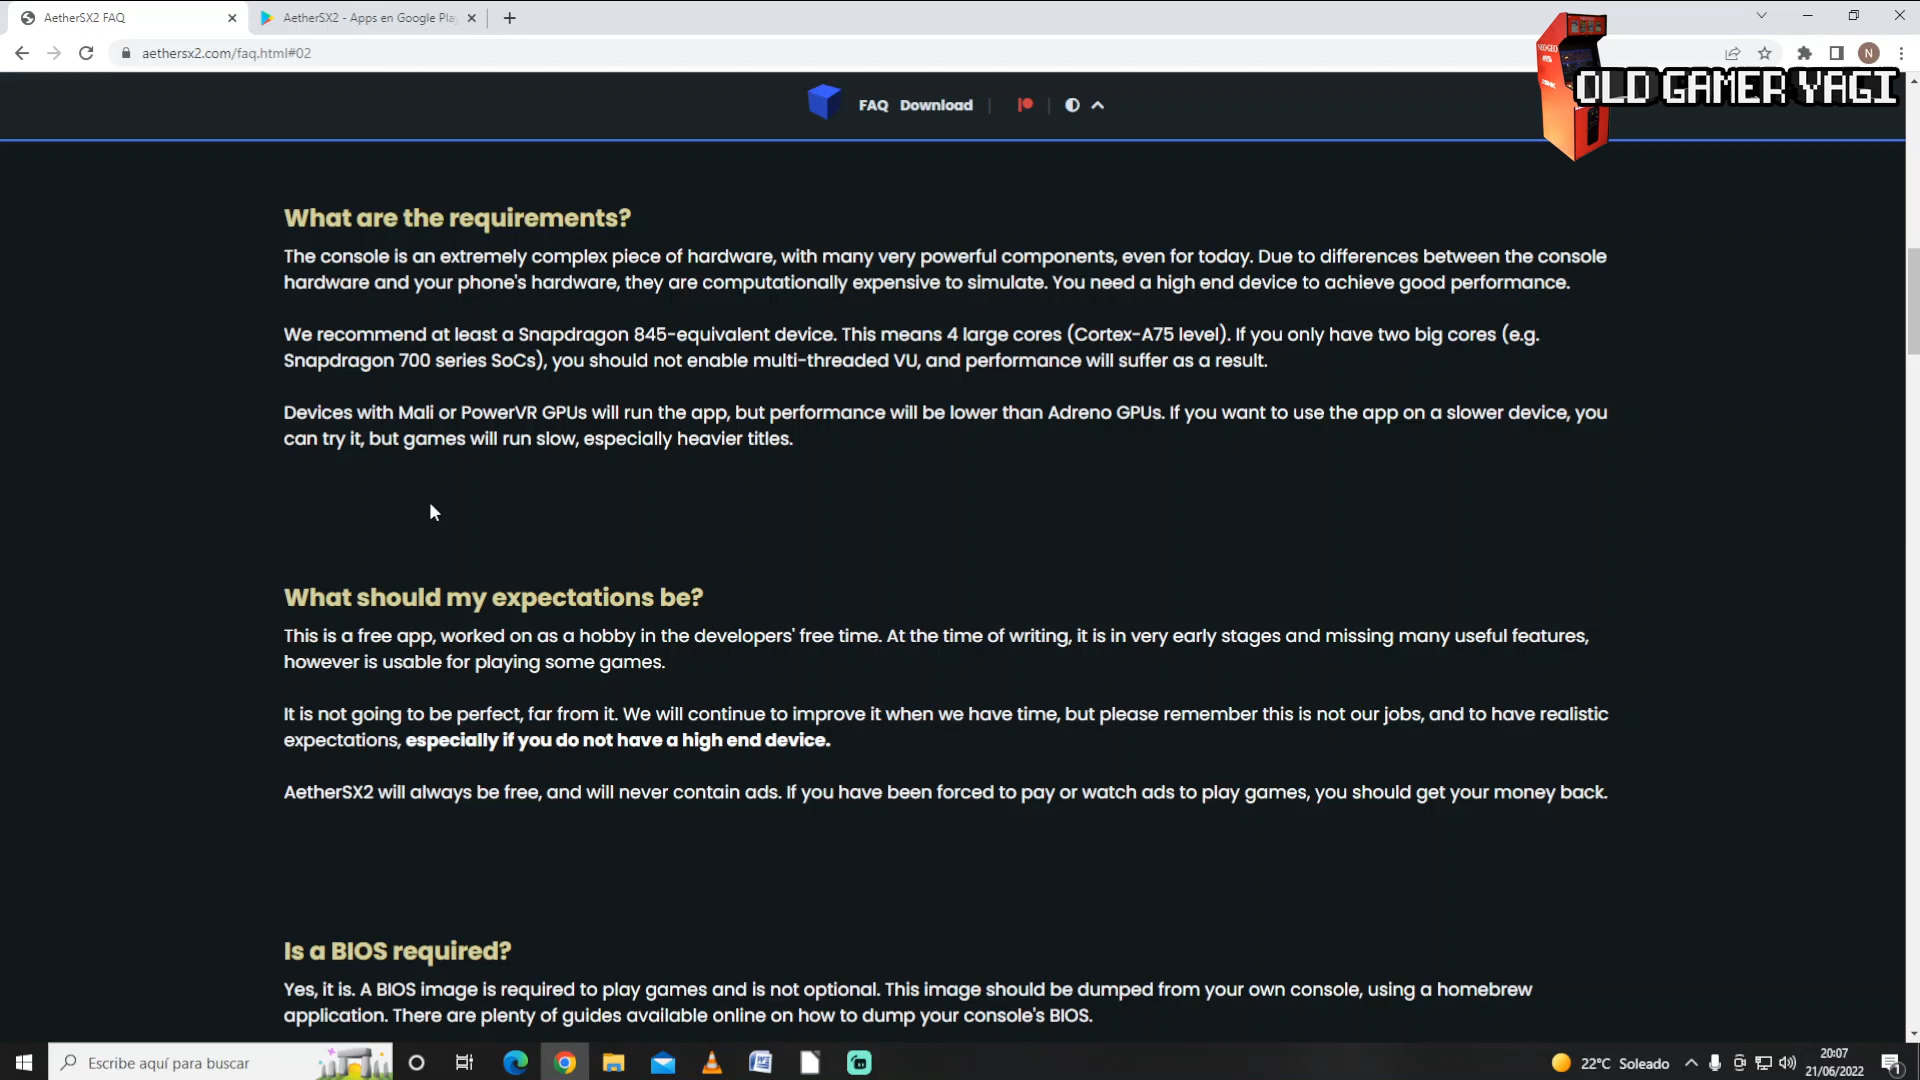 AetherSX2 FAQ
AetherSX2 - Apps en Google Play
aethersx2.com/faq.html#02
N
OLD GAMER YAGI
FAQ Download
What are the requirements?
The console is an extremely complex piece of hardware, with many very powerful components, even for today. Due to differences between the console
hardware and your phone's hardware, they are computationally expensive to simulate. You need a high end device to achieve good performance.
We recommend at least a Snapdragon 845-equivalent device. This means 4 large cores (Cortex-A75 level). If you only have two big cores (e.g.
Snapdragon 700 series SoCs), you should not enable multi-threaded VU, and performance will suffer as a result.
Devices with Mali or PowerVR GPUs will run the app, but performance will be lower than Adreno GPUs. If you want to use the app on a slower device, you
can try it, but games will run slow, especially heavier titles.
What should my expectations be?
This is a free app, worked on as a hobby in the developers' free time. At the time of writing, it is in very early stages and missing many useful features,
however is usable for playing some games.
It is not going to be perfect, far from it. We will continue to improve it when we have time, but please remember this is not our jobs, and to have realistic
expectations, especially if you do not have a high end device.
AetherSX2 will always be free, and will never contain ads. If you have been forced to pay or watch ads to play games, you should get your money back.
Is a BIOS required?
Yes, it is. A BIOS image is required to play games and is not optional. This image should be dumped from your own console, using a homebrew
application. There are plenty of guides available online on how to dump your console's BIOS.
Escribe aquí para buscar
22°C Soleado
20:07
21/06/2022
1